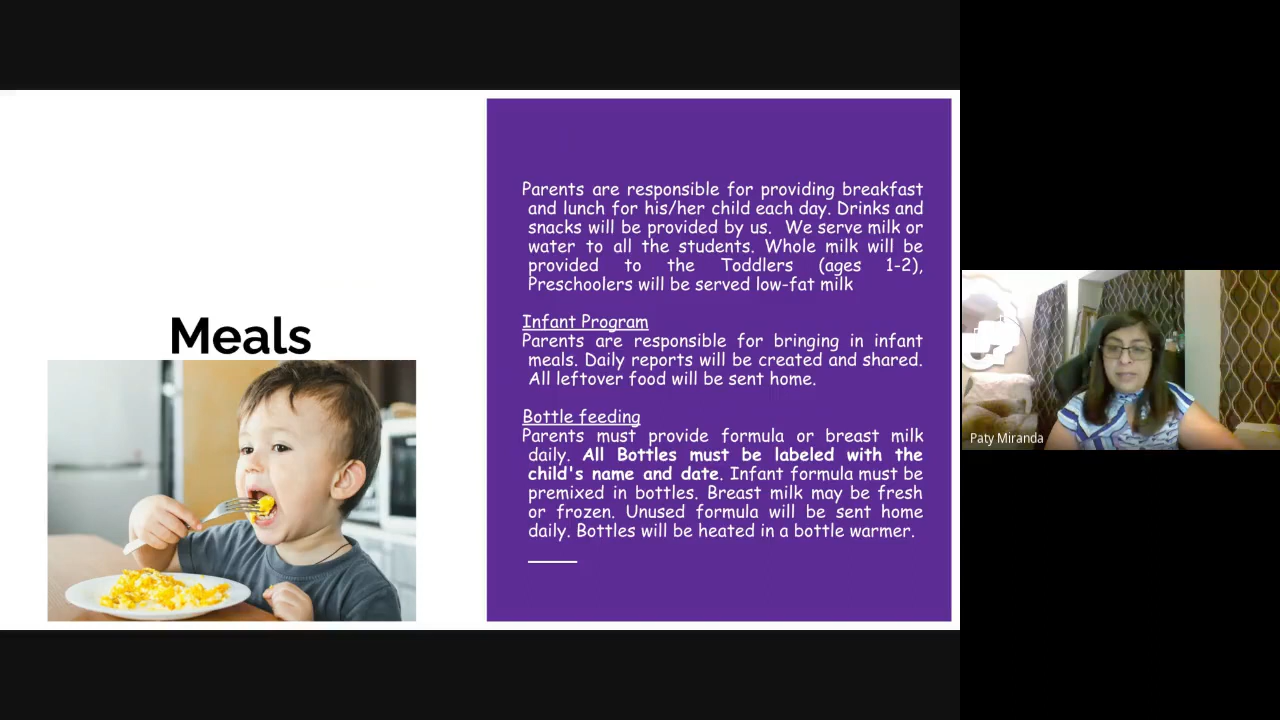 Meals
Parents are responsible for providing breakfast
and lunch for his/her child each day. Drinks and
snacks will be provided by us. We serve milk or
water to all the students. Whole milk will be
provided to the Toddlers (ages 1-2),
Preschoolers will be served low-fat milk
Infant Program
Parents are responsible for bringing in infant
meals. Daily reports will be created and shared.
All leftover food will be sent home.
Bottle feeding
Parents must provide formula or breast milk
daily. All Bottles must be labeled with the
child's name and date. Infant formula must be
premixed in bottles. Breast milk may be fresh
or frozen. Unused formula will be sent home
daily. Bottles will be heated in a bottle warmer.
Paty Miranda